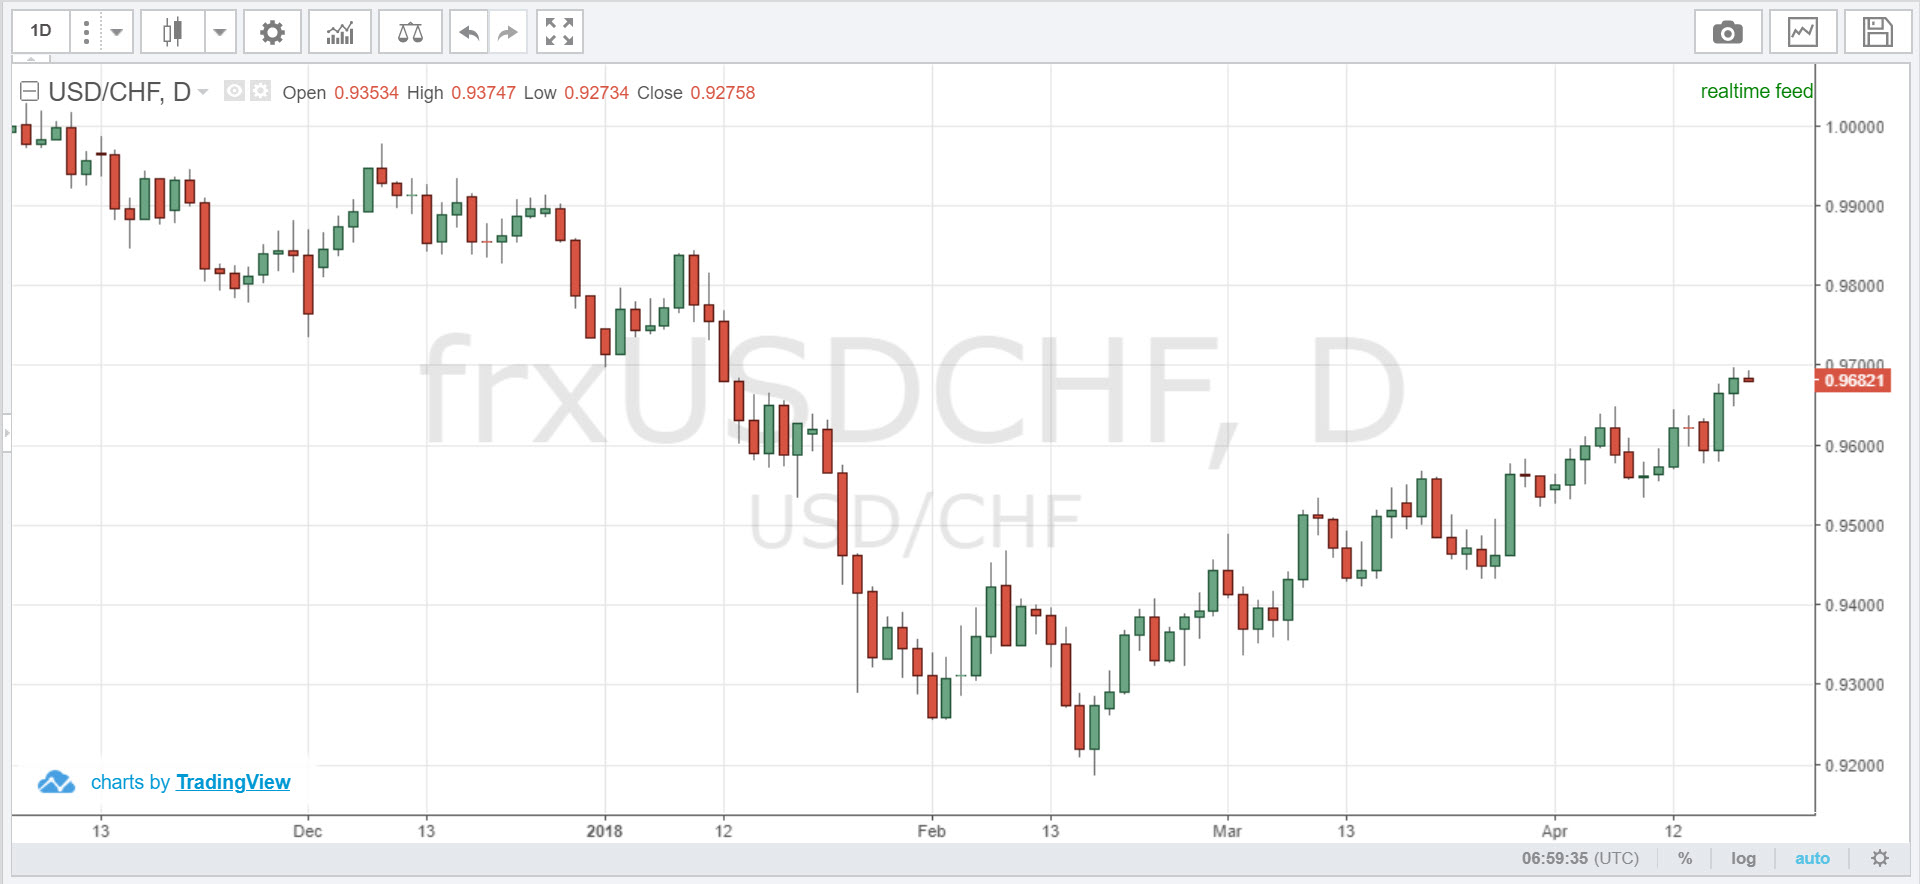 1D
USD/CHF, D Open 0.93534 High 0.93747 Low 0.92734 Close 0.92758
realtime feed
1.00000
0.99000
0.98000
0.97000
0.96821
0.96000
0.95000
0.94000
0.93000
0.92000
frxUSDCHF, D
USD/CHF
charts by TradingView
13 Dec 13 2018 12 Feb 13 Mar 13 Apr 12
06:59:35 (UTC) % log auto